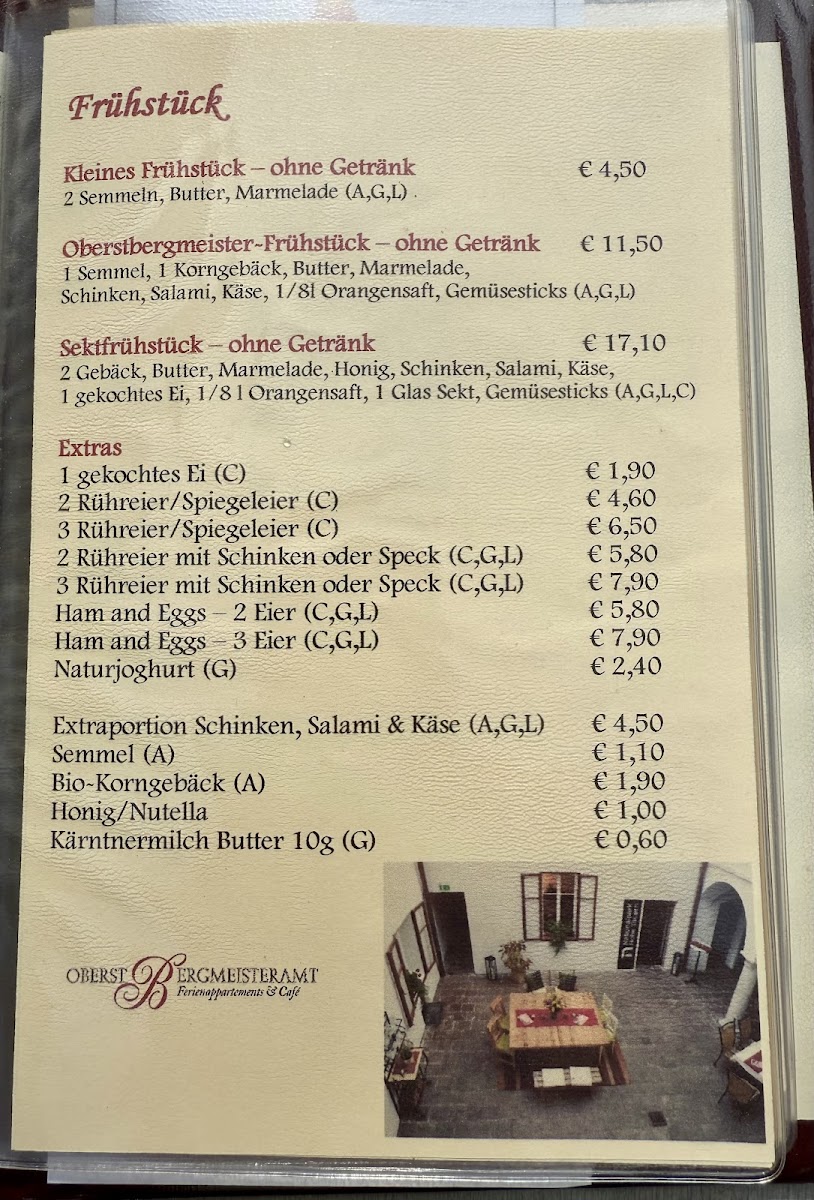 Frühstück
Kleines Frühstück – ohne Getränk € 4,50
2 Semmeln, Butter, Marmelade (A,G,L)
Oberstbergmeister-Frühstück – ohne Getränk € 11,50
1 Semmel, 1 Korngebäck, Butter, Marmelade,
Schinken, Salami, Käse, 1/8l Orangensaft, Gemüsesticks (A,G,L)
Sektfrühstück – ohne Getränk € 17,10
2 Gebäck, Butter, Marmelade, Honig, Schinken, Salami, Käse,
1 gekochtes Ei, 1/8 l Orangensaft, 1 Glas Sekt, Gemüsesticks (A,G,L,C)
Extras
1 gekochtes Ei (C) € 1,90
2 Rühreier/Spiegeleier (C) € 4,60
3 Rühreier/Spiegeleier (C) € 6,50
2 Rühreier mit Schinken oder Speck (C,G,L) € 5,80
3 Rühreier mit Schinken oder Speck (C,G,L) € 7,90
Ham and Eggs – 2 Eier (C,G,L) € 5,80
Ham and Eggs – 3 Eier (C,G,L) € 7,90
Naturjoghurt (G) € 2,40
Extraportion Schinken, Salami & Käse (A,G,L) € 4,50
Semmel (A) € 1,10
Bio-Korngebäck (A) € 1,90
Honig/Nutella € 1,00
Kärntnermilch Butter 10g (G) € 0,60
OBERST BERGMEISTERAMT
Ferienappartements & Café